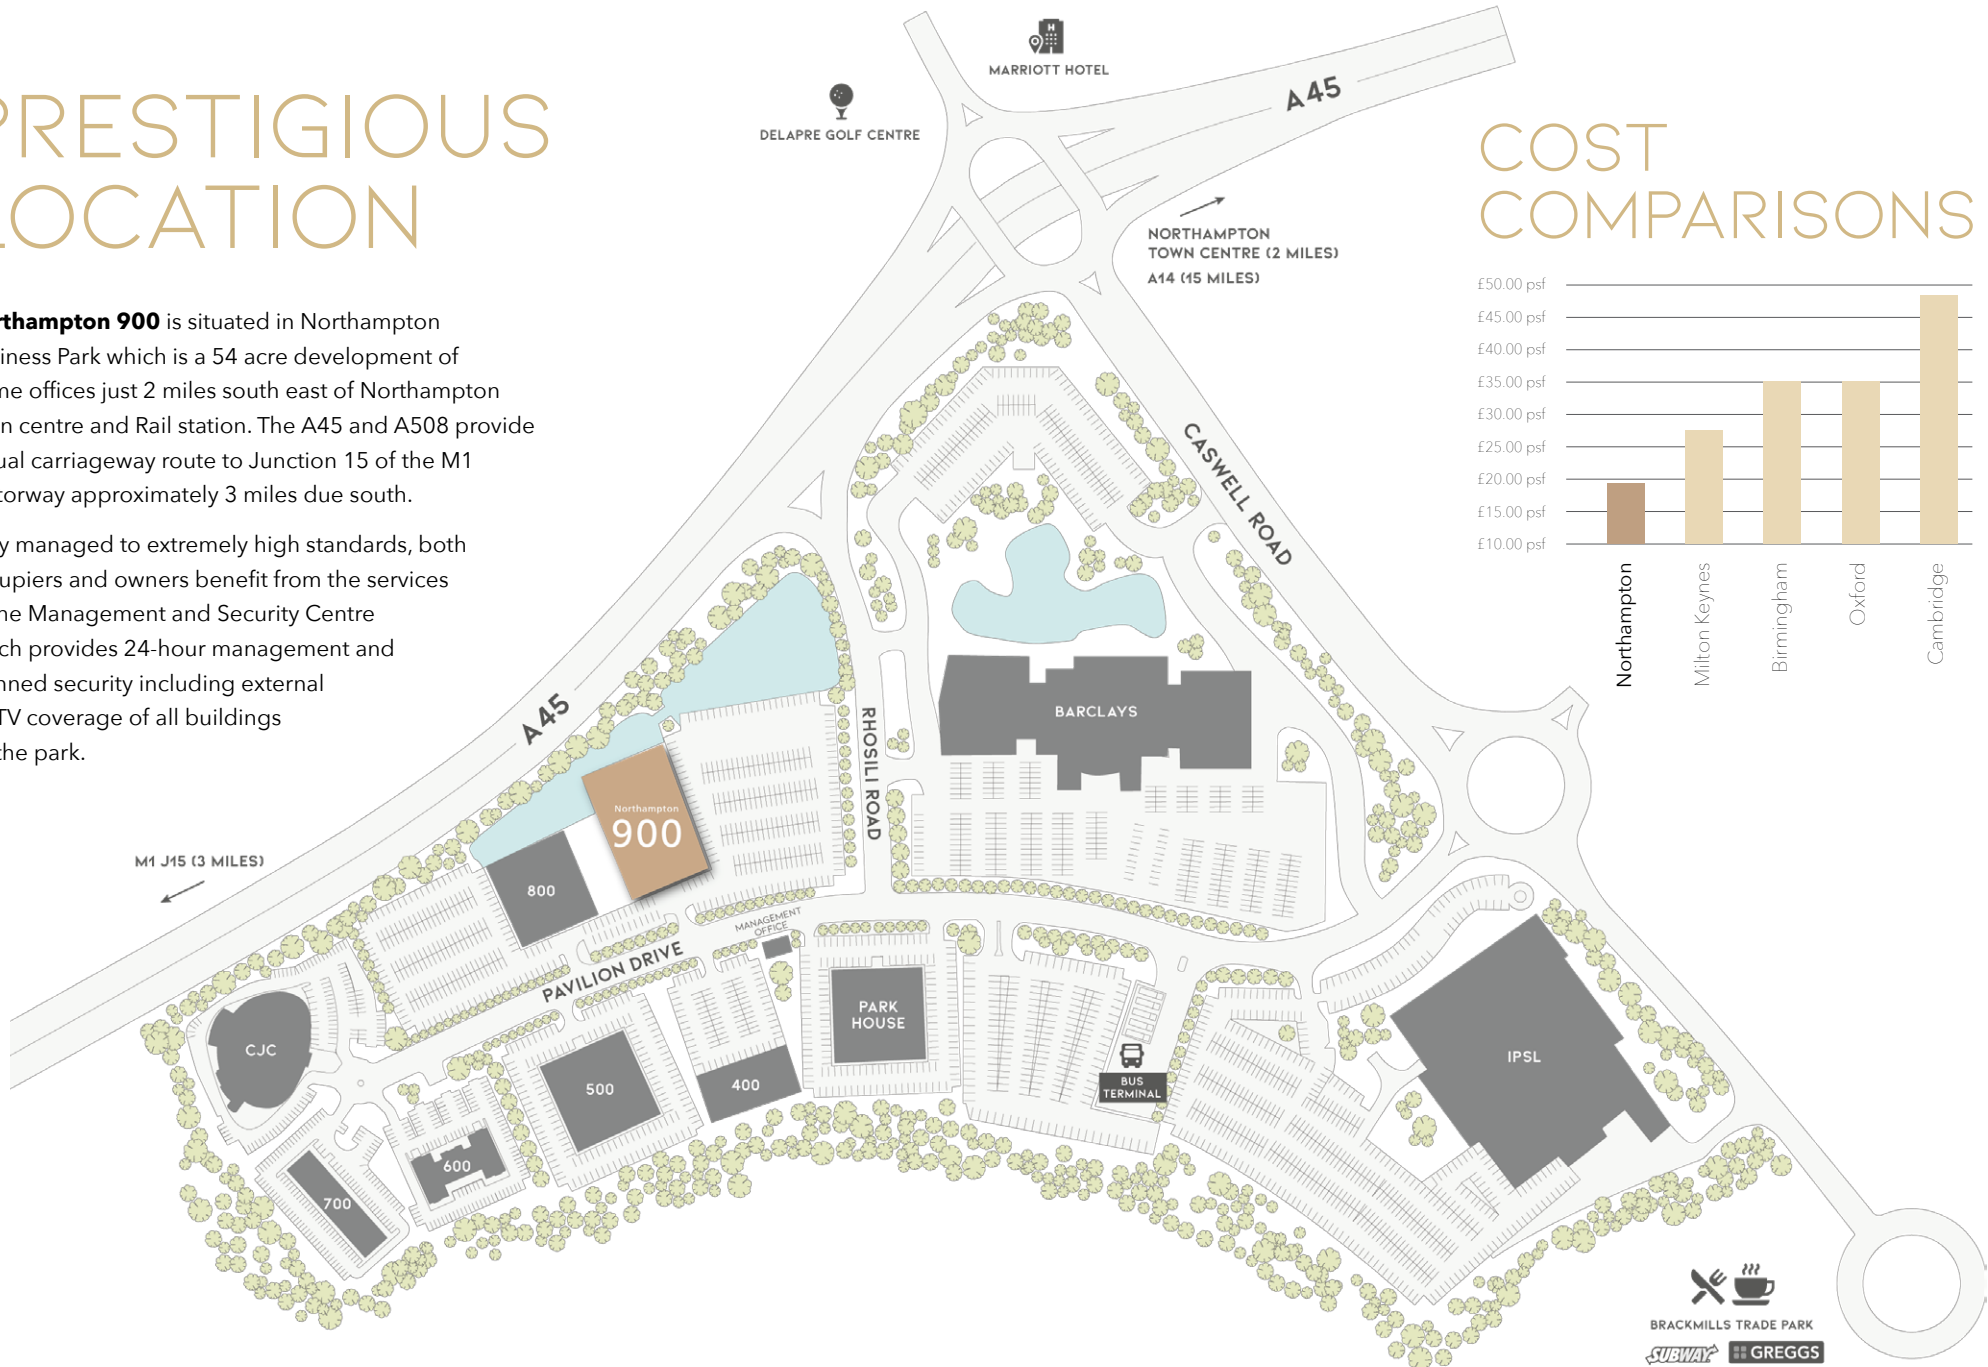 PRESTIGIOUS
LOCATION
rthampton 900 is situated in Northampton
iness Park which is a 54 acre development of
me offices just 2 miles south east of Northampton
n centre and Rail station. The A45 and A508 provide
ual carriageway route to Junction 15 of the M1
torway approximately 3 miles due south.
y managed to extremely high standards, both
upiers and owners benefit from the services
he Management and Security Centre
ch provides 24-hour management and
nned security including external
TV coverage of all buildings
the park.
MARRIOTT HOTEL
DELAPRE GOLF CENTRE
A45
NORTHAMPTON
TOWN CENTRE (2 MILES)
A14 (15 MILES)
COST
COMPARISONS
£50.00 psf
£45.00 psf
£40.00 psf
£35.00 psf
£30.00 psf
£25.00 psf
£20.00 psf
£15.00 psf
£10.00 psf
Northampton
Milton Keynes
Birmingham
Oxford
Cambridge
CASWELL ROAD
A45
RHOSILI ROAD
BARCLAYS
Northampton
900
M1 J15 (3 MILES)
800
MANAGEMENT
OFFICE
PAVILION DRIVE
PARK
HOUSE
CJC
500
400
BUS
TERMINAL
IPSL
600
700
BRACKMILLS TRADE PARK
SUBWAY
GREGGS
H